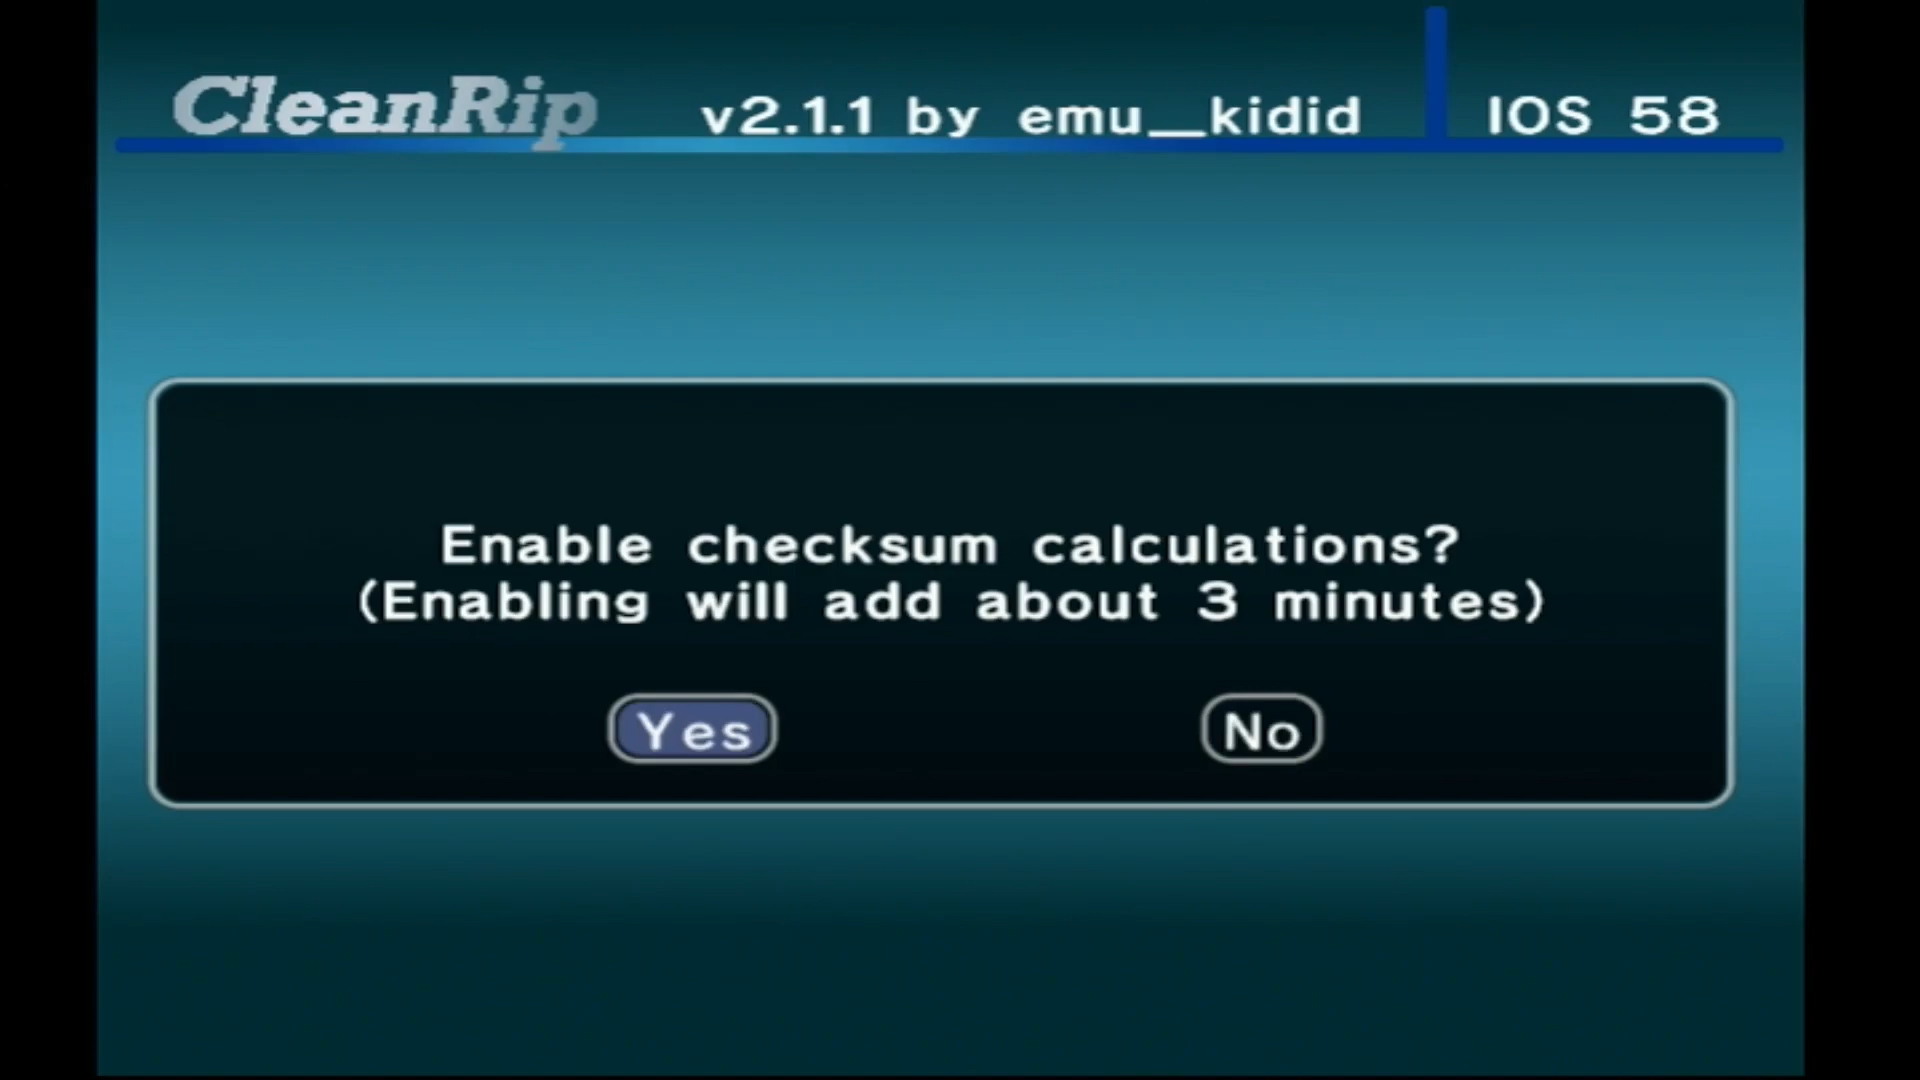 CleanRip v2.1.1 by emu_kidid IOS 58
Enable checksum calculations?
(Enabling will add about 3 minutes)
Yes No